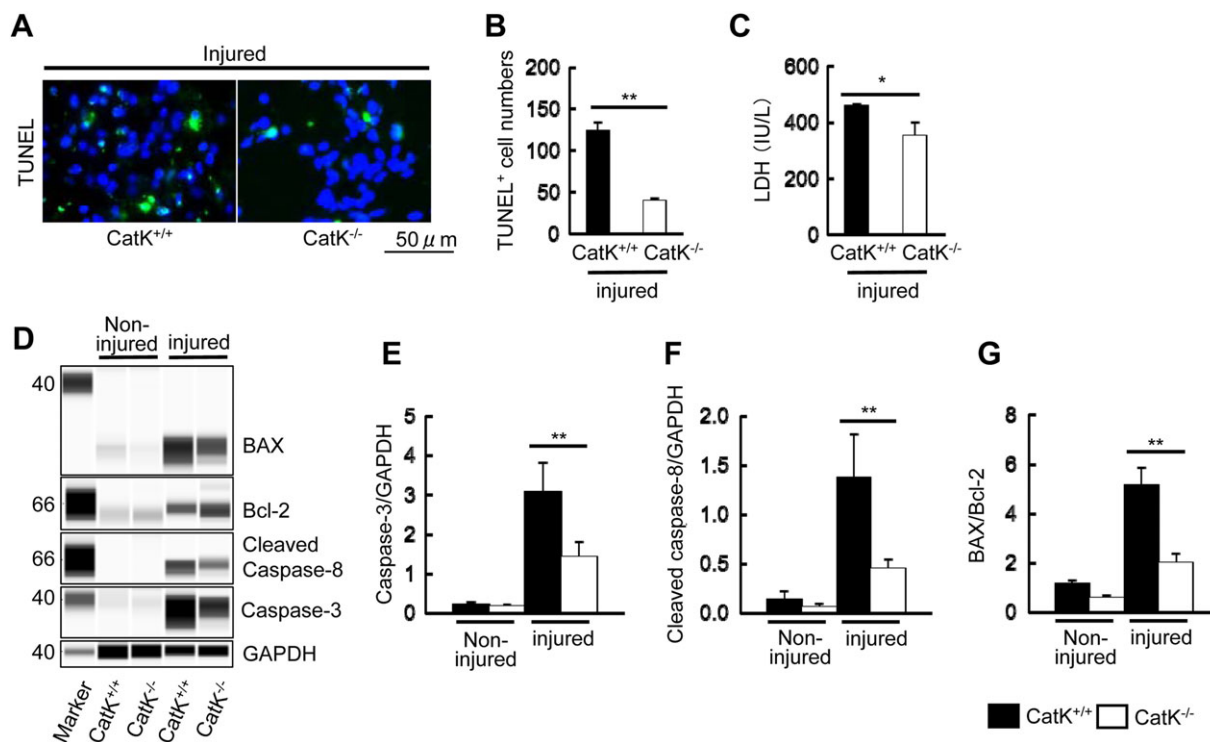 A
Injured
TUNEL
CatK+/+
CatK-/-
50 μm
B
TUNEL+ cell numbers
200
150
100
50
0
**
CatK+/+ CatK-/-
injured
C
LDH (IU/L)
600
400
200
0
*
CatK+/+ CatK-/-
injured
D
Non-
injured
injured
40
BAX
66
Bcl-2
66
Cleaved
Caspase-8
40
Caspase-3
40
GAPDH
Marker
CatK+/+
CatK-/-
CatK+/+
CatK-/-
E
Caspase-3/GAPDH
5
4
3
2
1
0
**
Non-
injured
injured
F
Cleaved caspase-8/GAPDH
2.0
1.5
1.0
0.5
0.0
**
Non-
injured
injured
G
BAX/Bcl-2
8
6
4
2
0
**
Non-
injured
injured
CatK+/+
CatK-/-